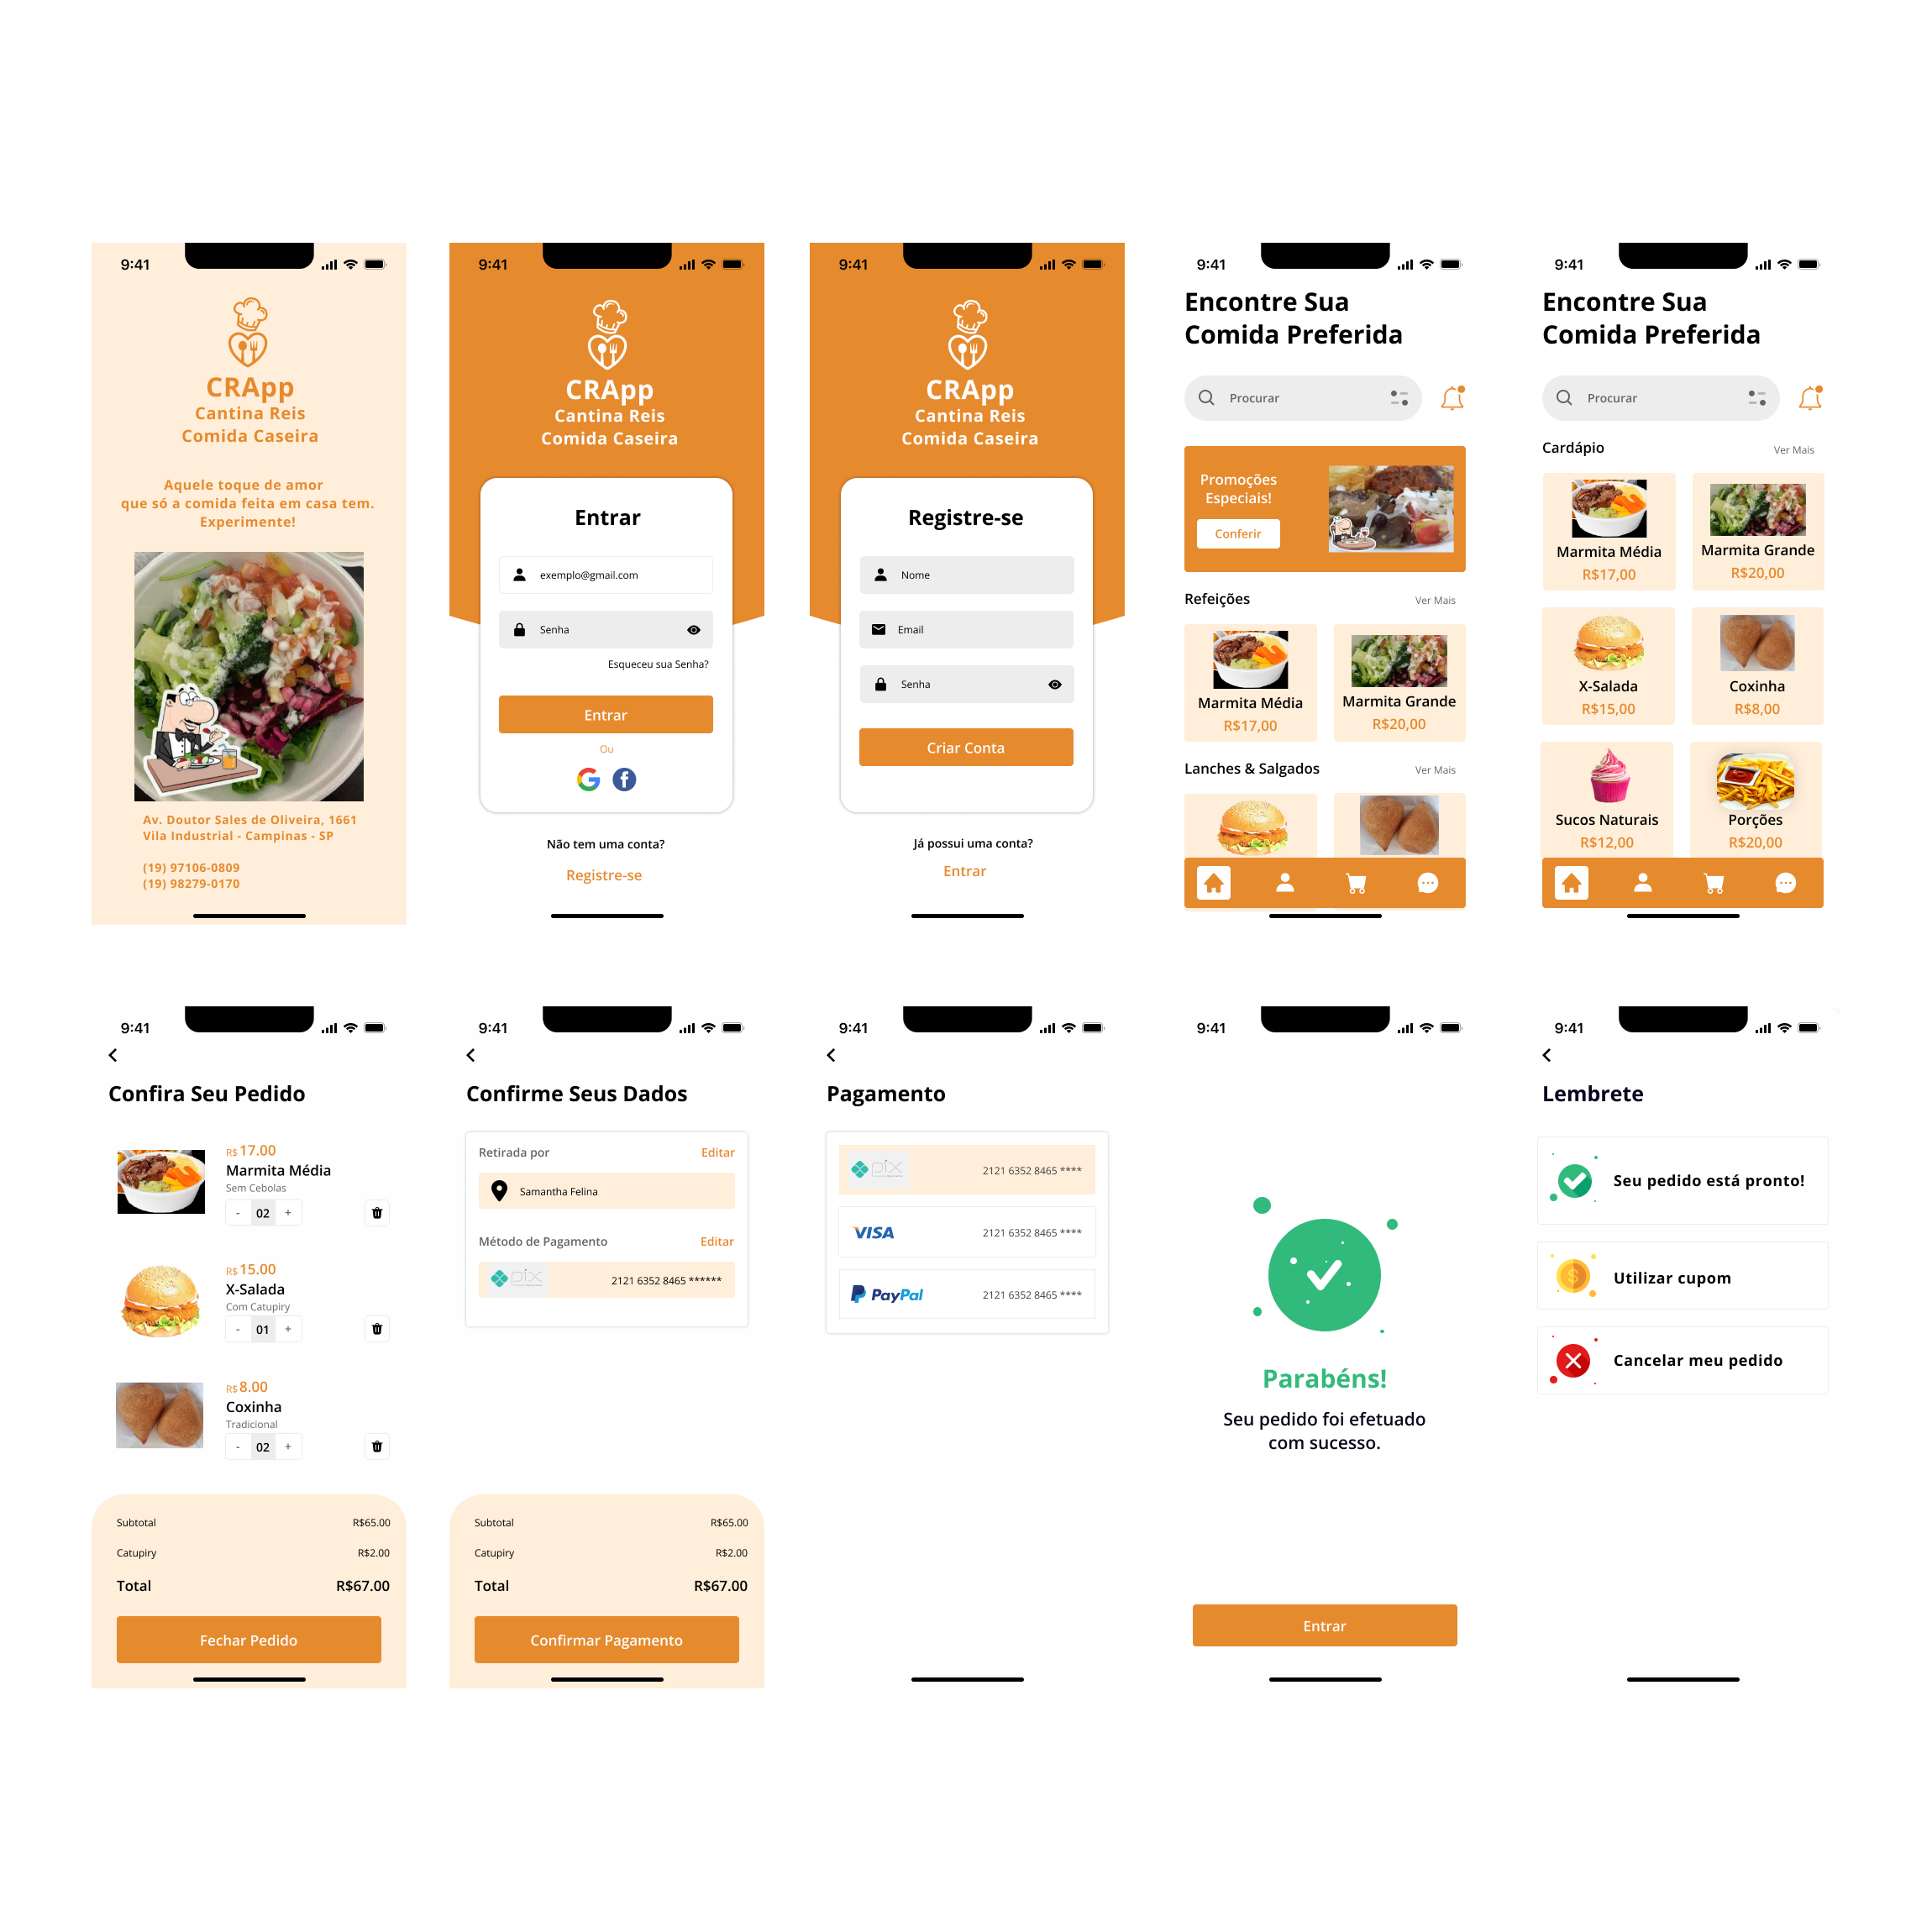 9:41
CRApp
Cantina Reis
Comida Caseira
Aquele toque de amor
que só a comida feita em casa tem.
Experimente!
Av. Doutor Sales de Oliveira, 1661
Vila Industrial - Campinas - SP
(19) 97106-0809
(19) 98279-0170
9:41
CRApp
Cantina Reis
Comida Caseira
Entrar
exemplo@gmail.com
Senha
Esqueceu sua Senha?
Entrar
Ou
Não tem uma conta?
Registre-se
9:41
CRApp
Cantina Reis
Comida Caseira
Registre-se
Nome
Email
Senha
Criar Conta
Já possui uma conta?
Entrar
9:41
Encontre Sua
Comida Preferida
Procurar
Promoções
Especiais!
Conferir
Refeições Ver Mais
Marmita Média
R$17,00
Marmita Grande
R$20,00
Lanches & Salgados Ver Mais
9:41
Encontre Sua
Comida Preferida
Procurar
Cardápio Ver Mais
Marmita Média
R$17,00
Marmita Grande
R$20,00
X-Salada
R$15,00
Coxinha
R$8,00
Sucos Naturais
R$12,00
Porções
R$20,00
9:41
Confira Seu Pedido
R$ 17.00
Marmita Média
Sem Cebolas
- 02 +
R$ 15.00
X-Salada
Com Catupiry
- 01 +
R$ 8.00
Coxinha
Tradicional
- 02 +
Subtotal R$65.00
Catupiry R$2.00
Total R$67.00
Fechar Pedido
9:41
Confirme Seus Dados
Retirada por Editar
Samantha Felina
Método de Pagamento Editar
pix 2121 6352 8465 ******
Subtotal R$65.00
Catupiry R$2.00
Total R$67.00
Confirmar Pagamento
9:41
Pagamento
pix 2121 6352 8465 ****
VISA 2121 6352 8465 ****
PayPal 2121 6352 8465 ****
9:41
Parabéns!
Seu pedido foi efetuado
com sucesso.
Entrar
9:41
Lembrete
Seu pedido está pronto!
Utilizar cupom
Cancelar meu pedido